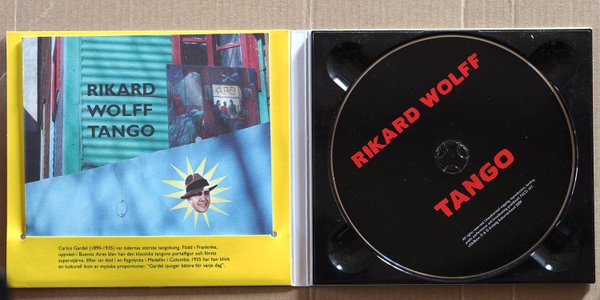 RIKARD
WOLFF
TANGO
Carlos Gardel (1890-1935) var tidernas största tangokung. Född i Frankrike,
uppväxt i Buenos Aires blev han den klassiska tangons portalfigur och första
superstjärna. Efter sin död i en flygolycka i Medellin i Colombia 1935 har han blivit
en kulturell ikon av mytiska proportioner: "Gardel sjunger bättre för varje dag".
RIKARD WOLFF
TANGO